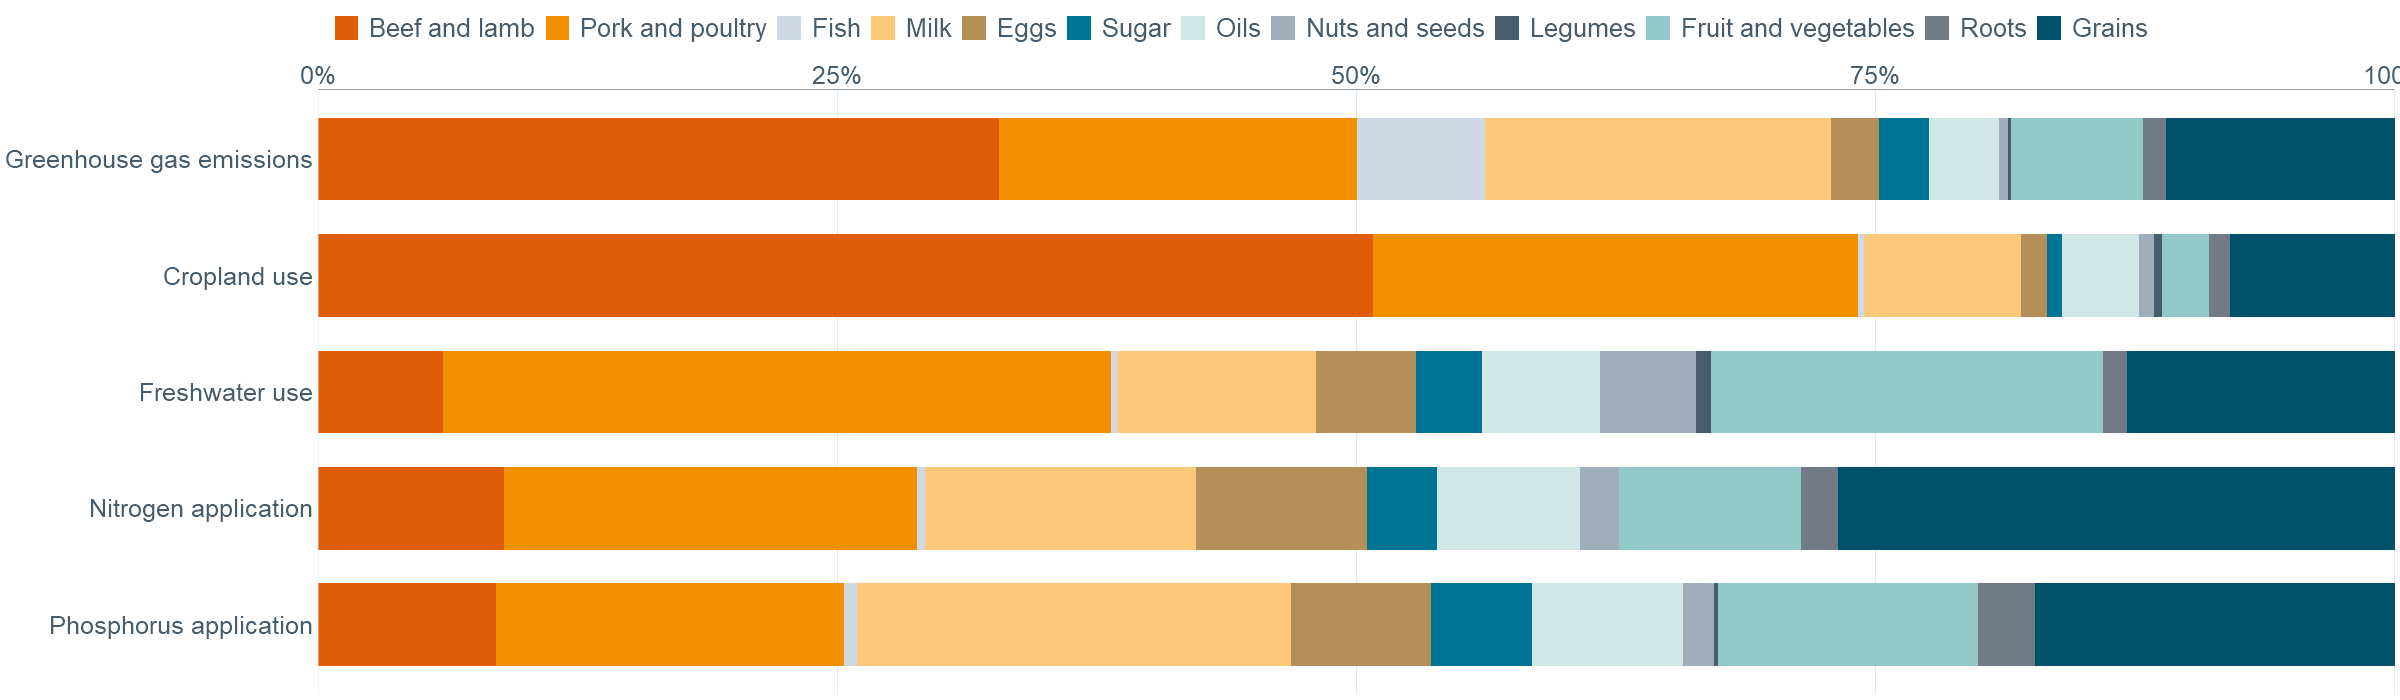 Beef and lamb Pork and poultry Fish Milk Eggs Sugar Oils Nuts and seeds Legumes Fruit and vegetables Roots Grains
0% 25% 50% 75% 100
Greenhouse gas emissions
Cropland use
Freshwater use
Nitrogen application
Phosphorus application